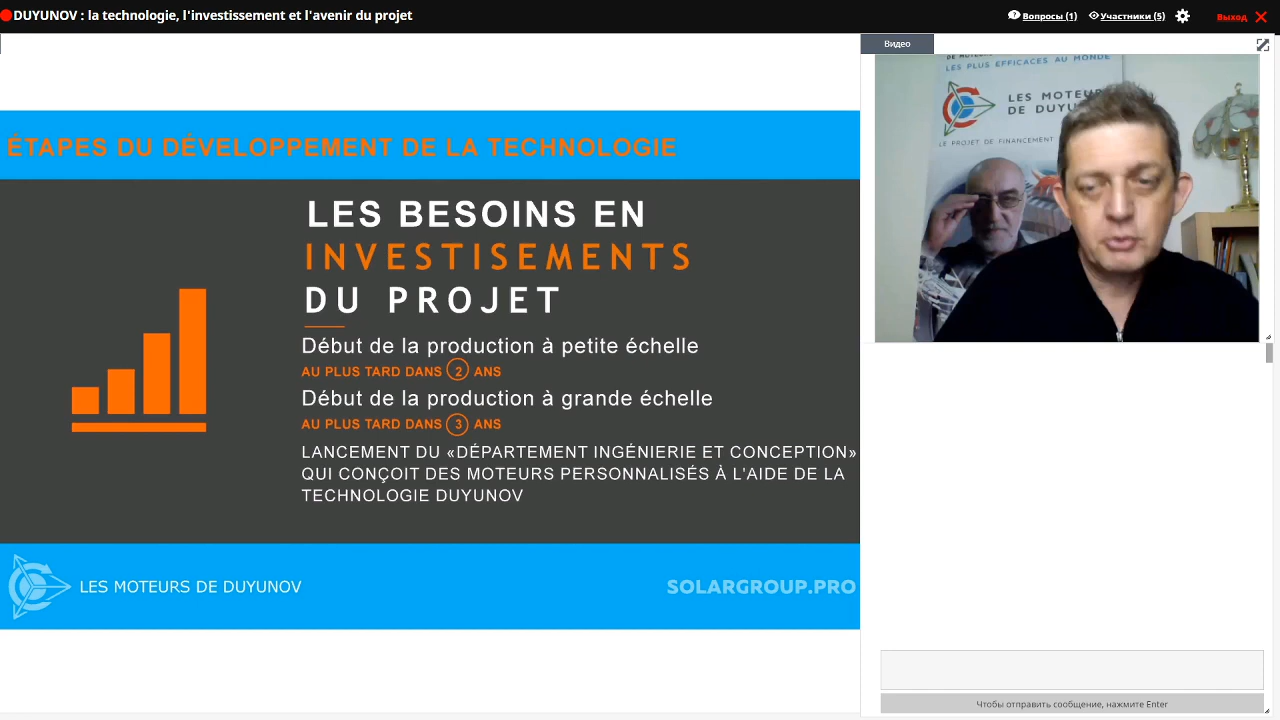 DUYUNOV : la technologie, l'investissement et l'avenir du projet
Вопросы (1)
Участники (5)
Выход
ÉTAPES DU DÉVELOPPEMENT DE LA TECHNOLOGIE
LES BESOINS EN
INVESTISEMENTS
DU PROJET
Début de la production à petite échelle
AU PLUS TARD DANS 2 ANS
Début de la production à grande échelle
AU PLUS TARD DANS 3 ANS
LANCEMENT DU «DÉPARTEMENT INGÉNIERIE ET CONCEPTION»
QUI CONÇOIT DES MOTEURS PERSONNALISÉS À L'AIDE DE LA
TECHNOLOGIE DUYUNOV
LES MOTEURS DE DUYUNOV
SOLARGROUP.PRO
Видео
LES PLUS EFFICACES AU MONDE
LES MOTEUR
DE DUYU
LE PROJET DE FINANCEMENT
Чтобы отправить сообщение, нажмите Enter